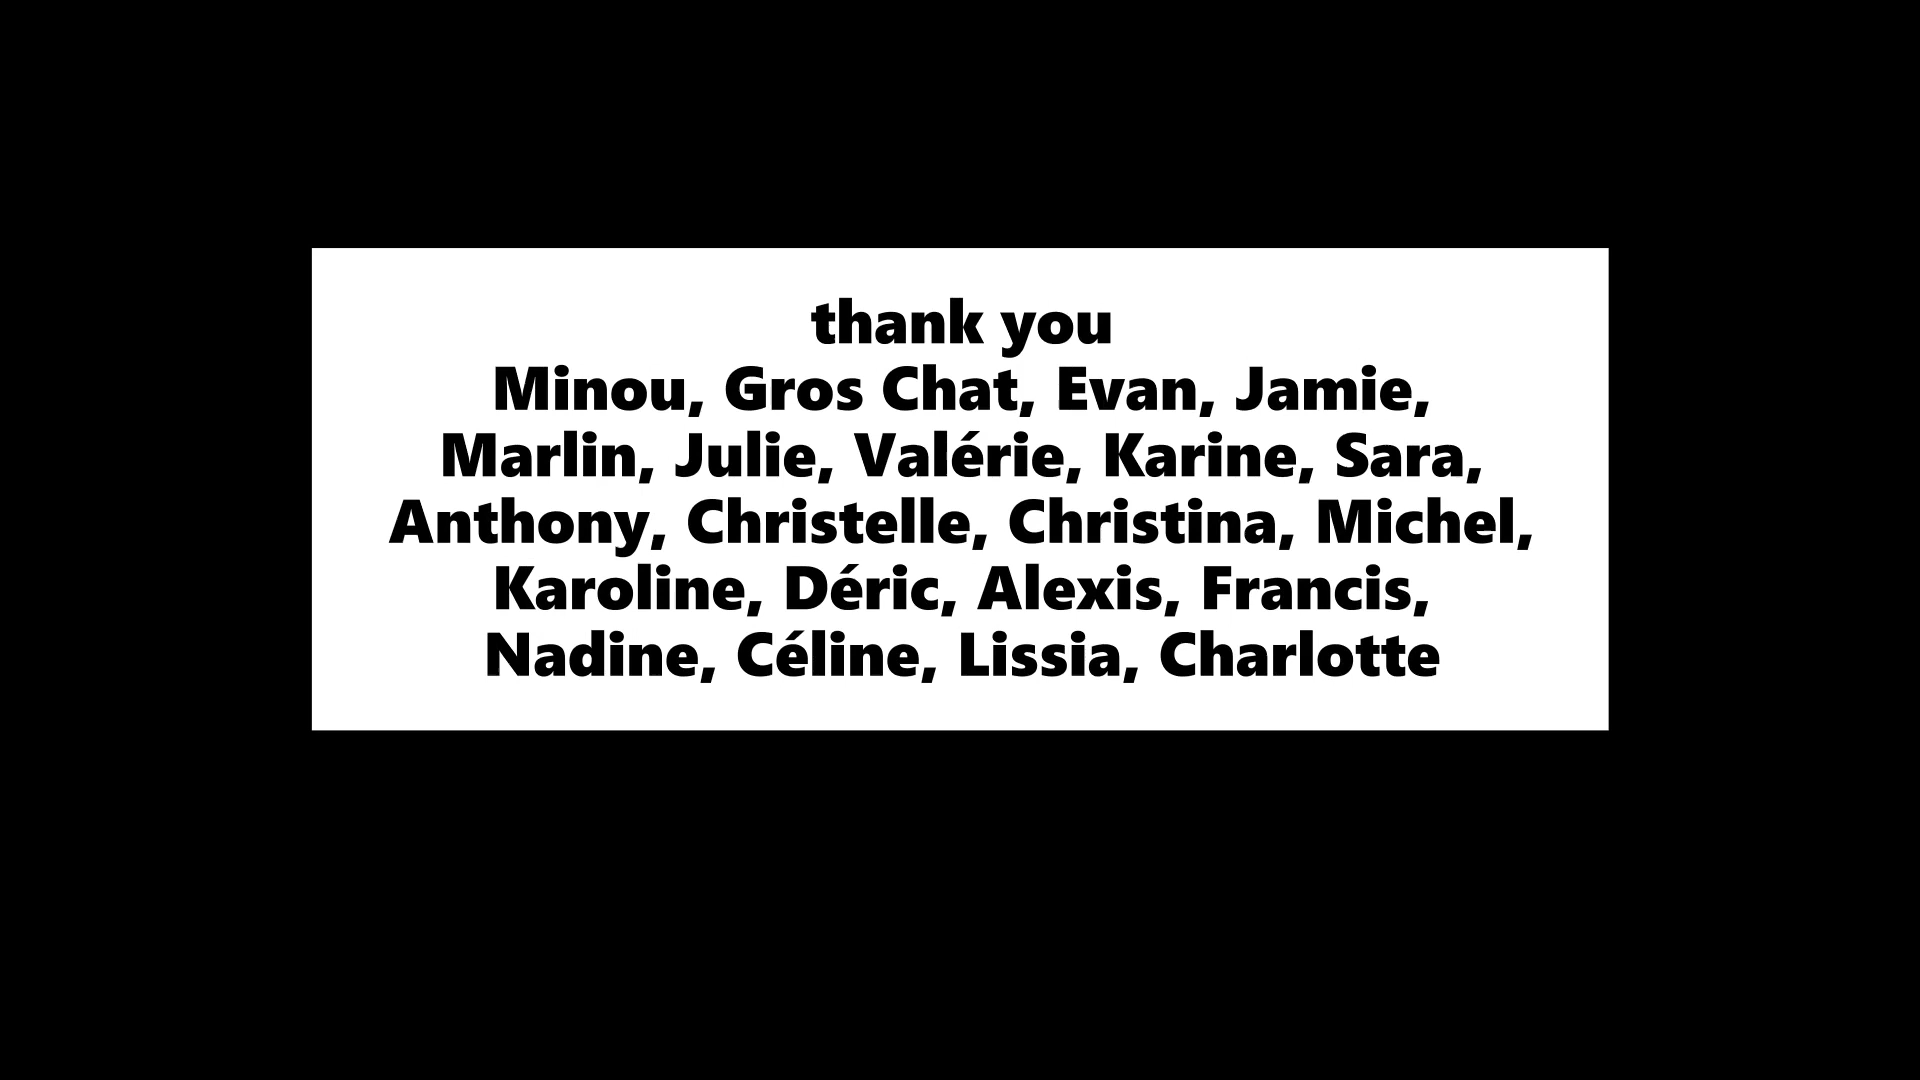 thank you
Minou, Gros Chat, Evan, Jamie,
Marlin, Julie, Valérie, Karine, Sara,
Anthony, Christelle, Christina, Michel,
Karoline, Déric, Alexis, Francis,
Nadine, Céline, Lissia, Charlotte